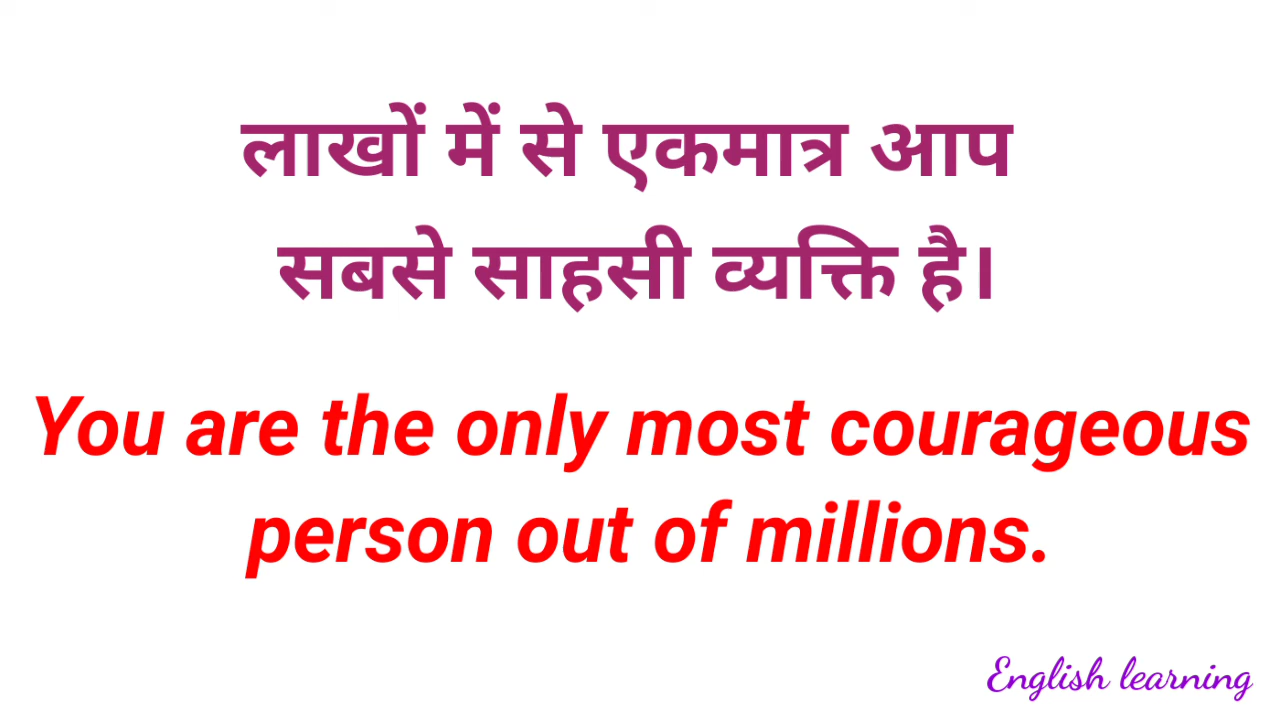 लाखों में से एकमात्र आप
सबसे साहसी व्यक्ति है।
You are the only most courageous
person out of millions.
English learning